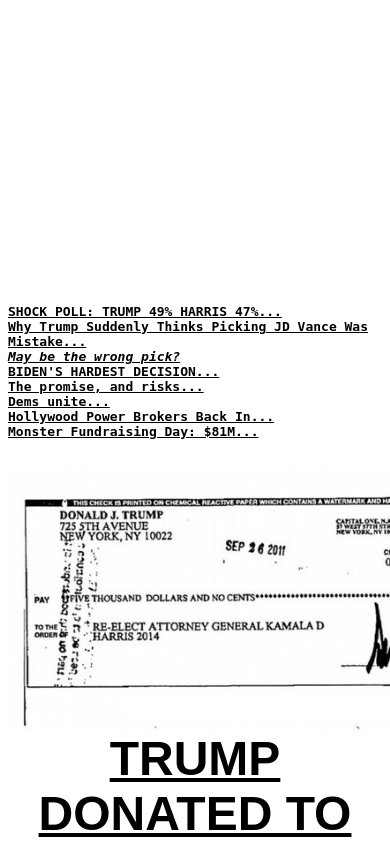 SHOCK POLL: TRUMP 49% HARRIS 47%...
Why Trump Suddenly Thinks Picking JD Vance Was
Mistake...
May be the wrong pick?
BIDEN'S HARDEST DECISION...
The promise, and risks...
Dems unite...
Hollywood Power Brokers Back In...
Monster Fundraising Day: $81M...
THIS CHECK IS PRINTED ON CHEMICAL REACTIVE PAPER WHICH CONTAINS A WATERMARK AND
DONALD J. TRUMP
725 5TH AVENUE
NEW YORK, NY 10022
CAPITAL ONE, N.A
57 WEST 57TH
NEW YORK, NY
SEP 26 2011
PAY
FIVE THOUSAND DOLLARS AND NO CENTS
TO THE
ORDER
RE-ELECT ATTORNEY GENERAL KAMALA D
HARRIS 2014
TRUMP
DONATED TO